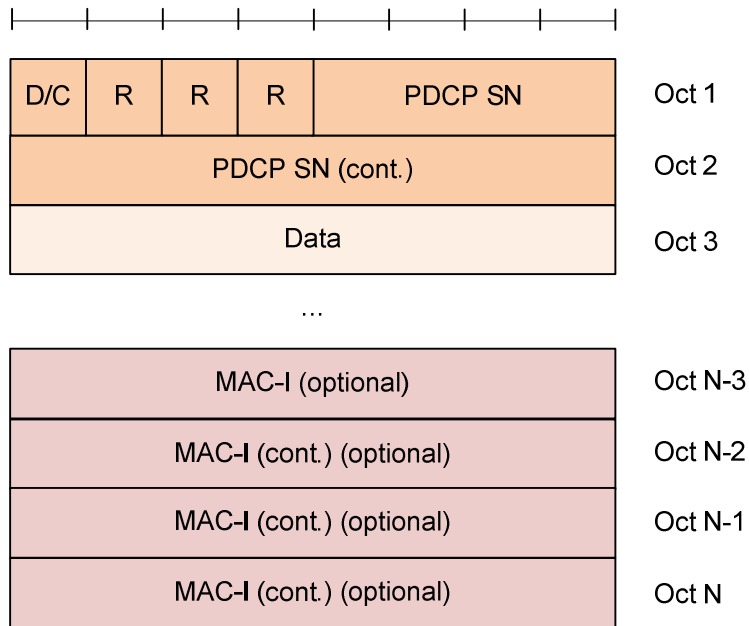 D/C R R R PDCP SN Oct 1
PDCP SN (cont.) Oct 2
Data Oct 3
...
MAC-I (optional) Oct N-3
MAC-I (cont.) (optional) Oct N-2
MAC-I (cont.) (optional) Oct N-1
MAC-I (cont.) (optional) Oct N